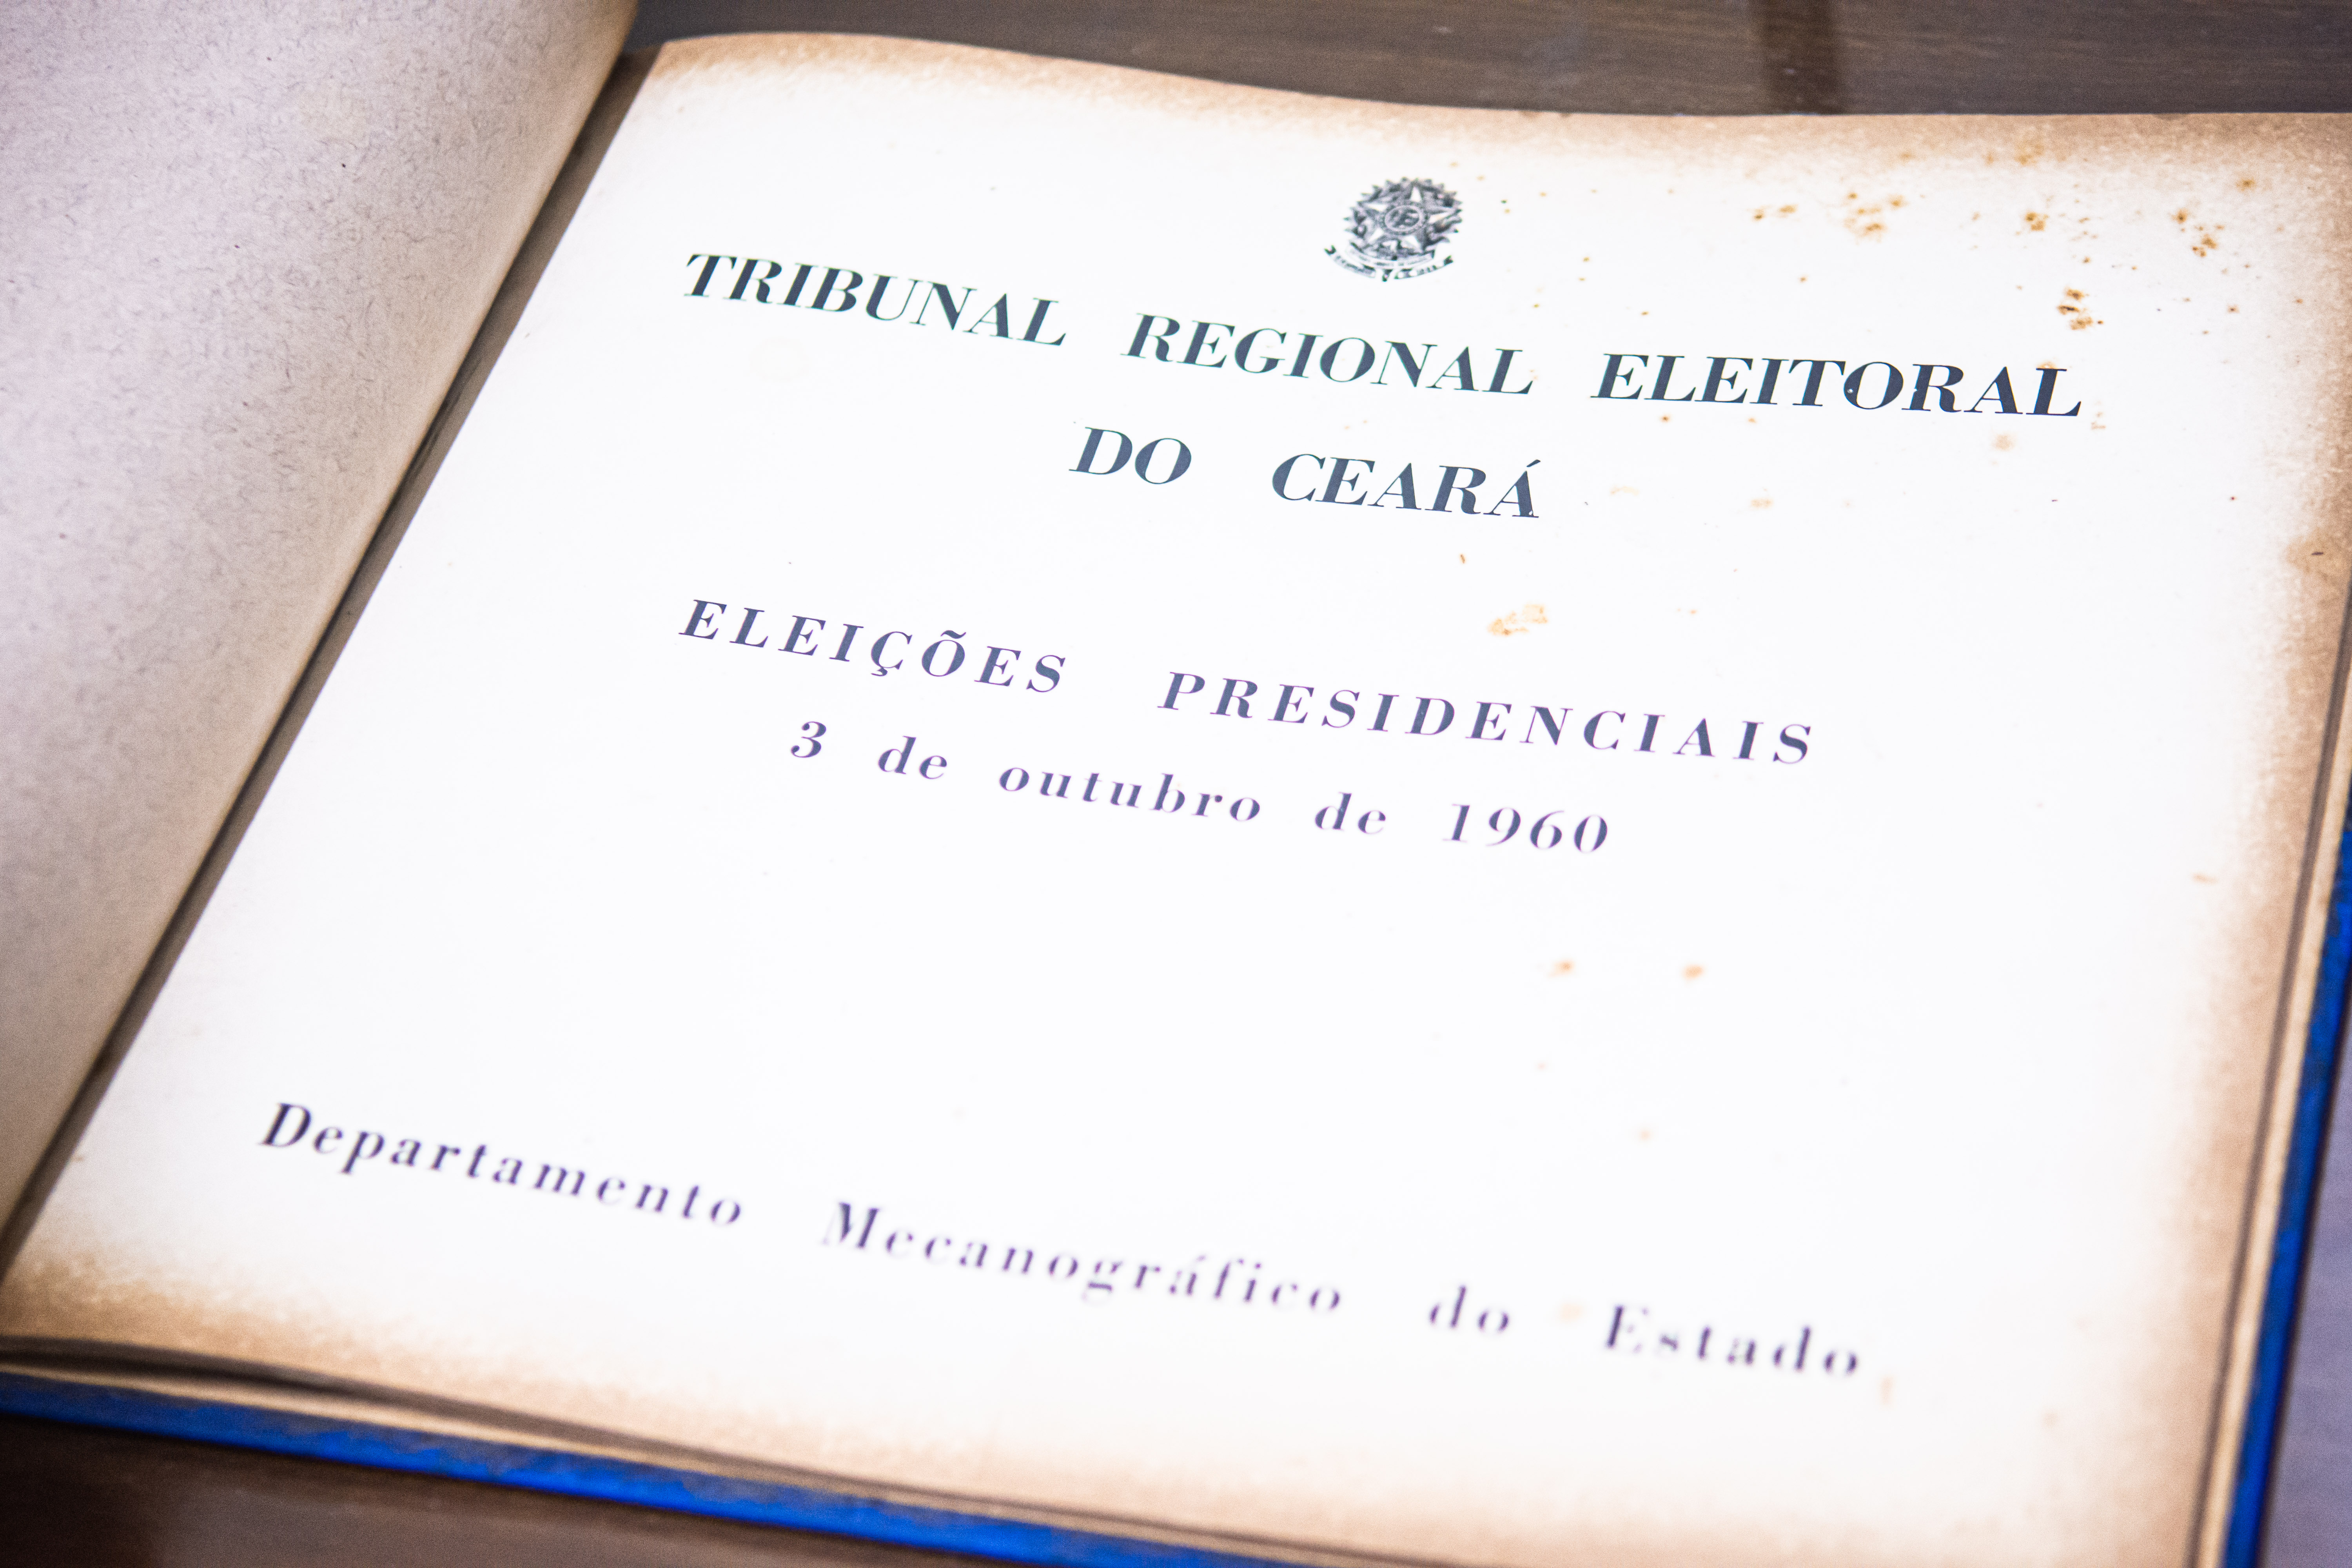 TRIBUNAL REGIONAL ELEITORAL
DO CEARÁ
ELEIÇÕES PRESIDENCIAIS
3 de outubro de 1960
Departamento Mecanográfico do Estado